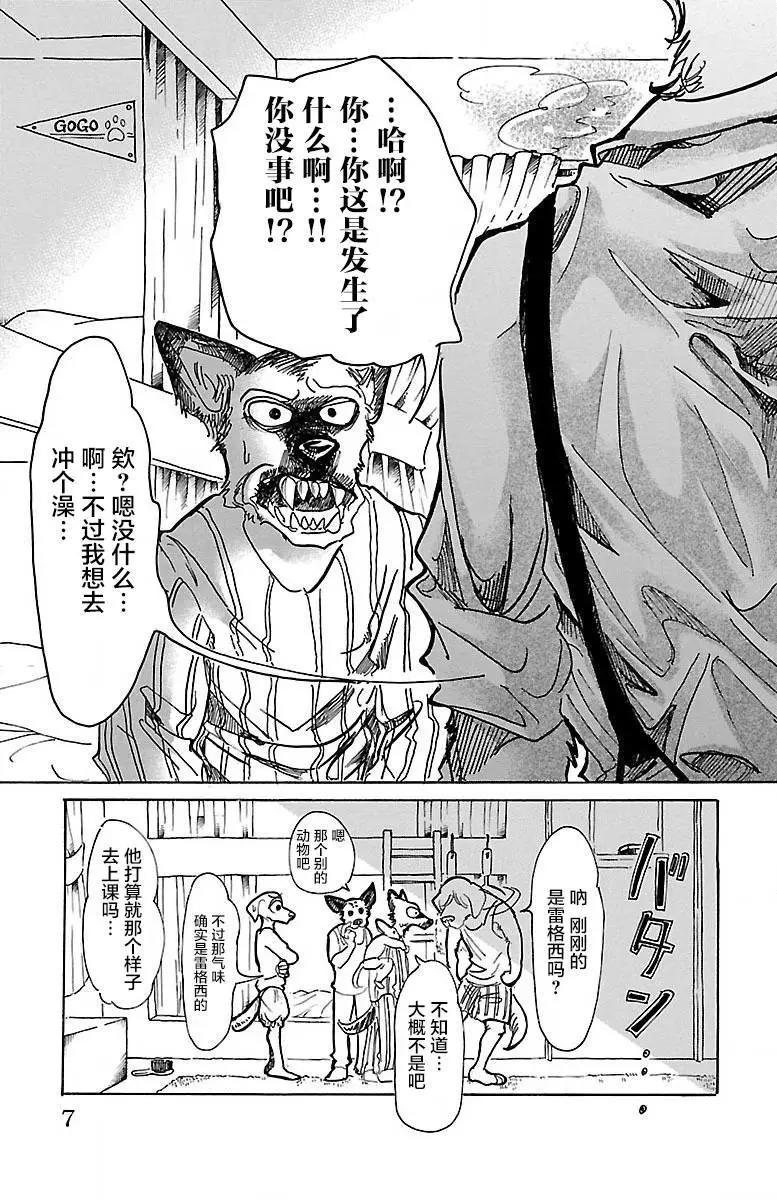 …哈啊!?
你…你这是发生了
什么啊…!!
你没事吧!?
GOGO
欸？嗯没什么…
啊…不过我想去
冲个澡…
バタン……
吶 刚刚的
是雷格西吗？
不知道…
大概不是吧
嗯
那个别的
动物吧
不过那气味
确实是雷格西的
他打算就那个样子
去上课吗…
7